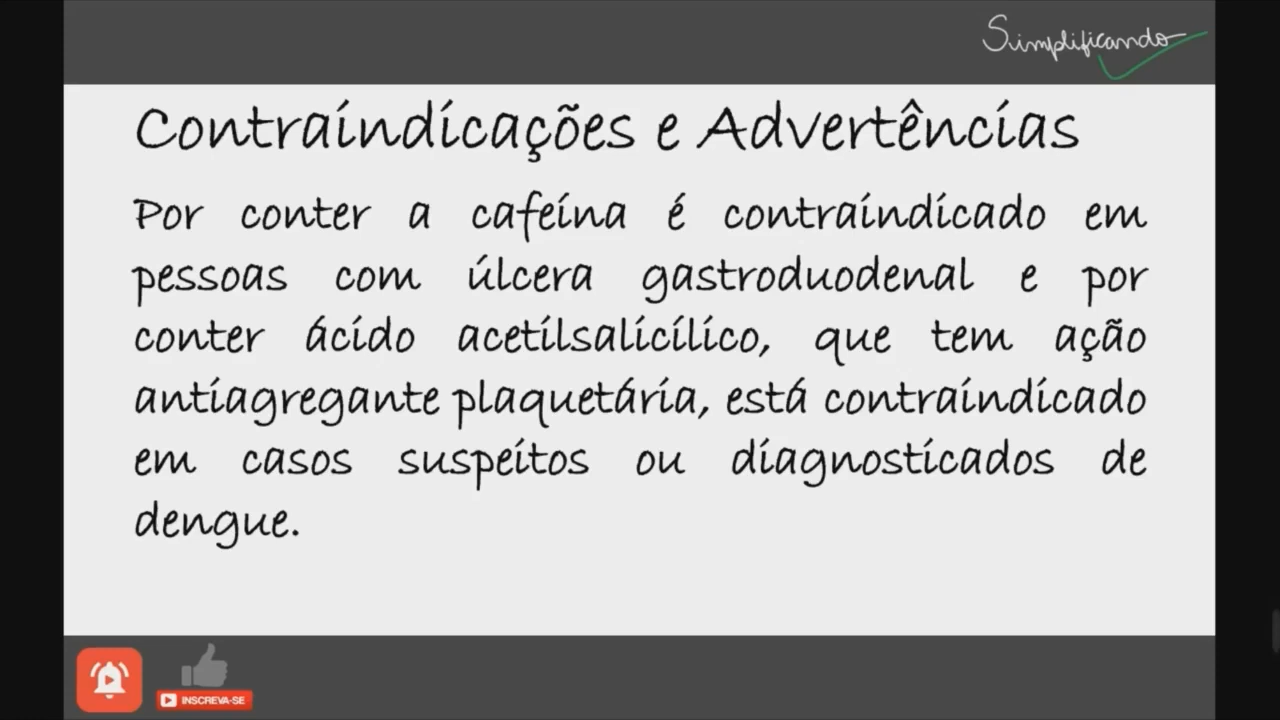 Simplificando
Contraindicações e Advertências
Por conter a cafeína é contraindicado em
pessoas com úlcera gastroduodenal e por
conter ácido acetilsalicílico, que tem ação
antiagregante plaquetária, está contraindicado
em casos suspeitos ou diagnosticados de
dengue.
INSCREVA-SE